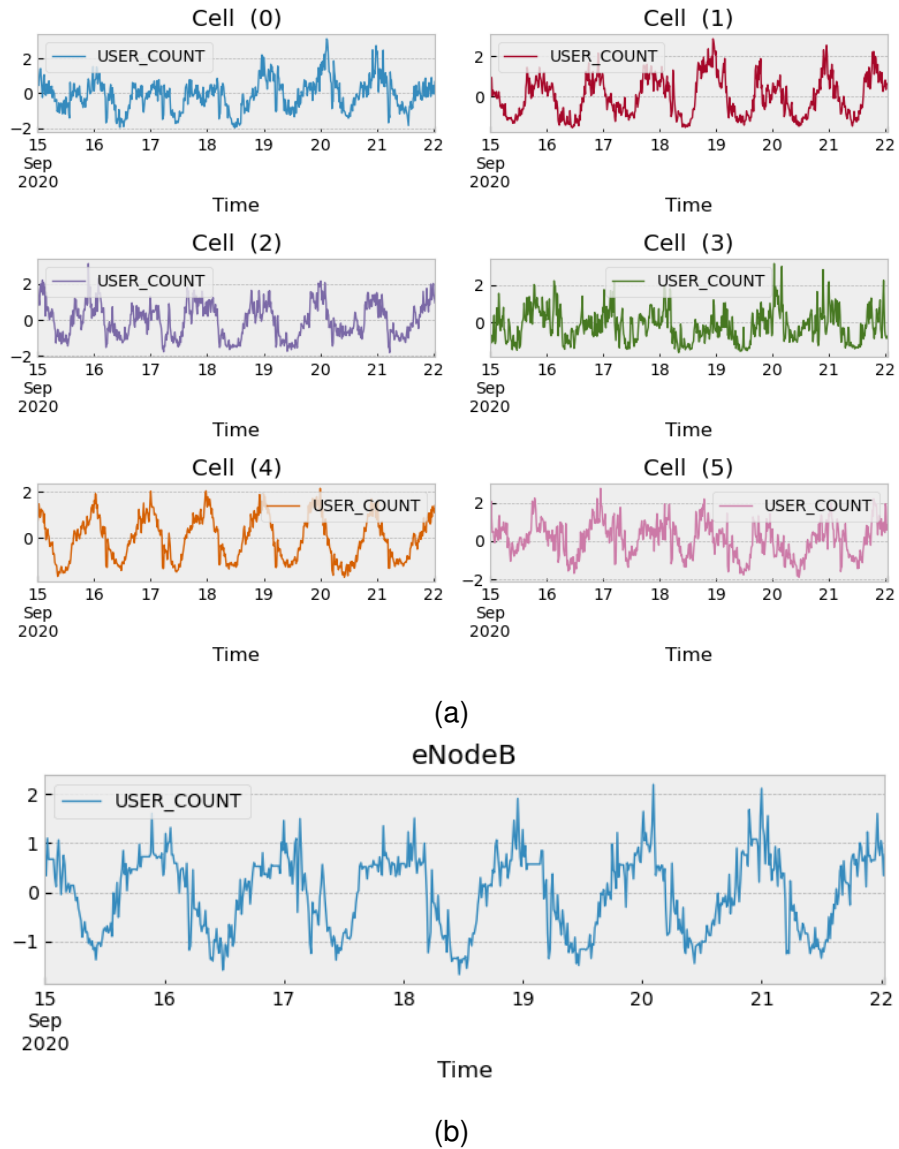 Cell (0)
USER_COUNT
2
0
−2
15 16 17 18 19 20 21 22
Sep
2020
Time
Cell (1)
USER_COUNT
2
0
15 16 17 18 19 20 21 22
Sep
2020
Time
Cell (2)
USER_COUNT
2
0
−2
15 16 17 18 19 20 21 22
Sep
2020
Time
Cell (3)
USER_COUNT
2
0
15 16 17 18 19 20 21 22
Sep
2020
Time
Cell (4)
USER_COUNT
2
0
15 16 17 18 19 20 21 22
Sep
2020
Time
Cell (5)
USER_COUNT
2
0
−2
15 16 17 18 19 20 21 22
Sep
2020
Time
(a)
eNodeB
USER_COUNT
2
1
0
−1
15 16 17 18 19 20 21 22
Sep
2020
Time
(b)